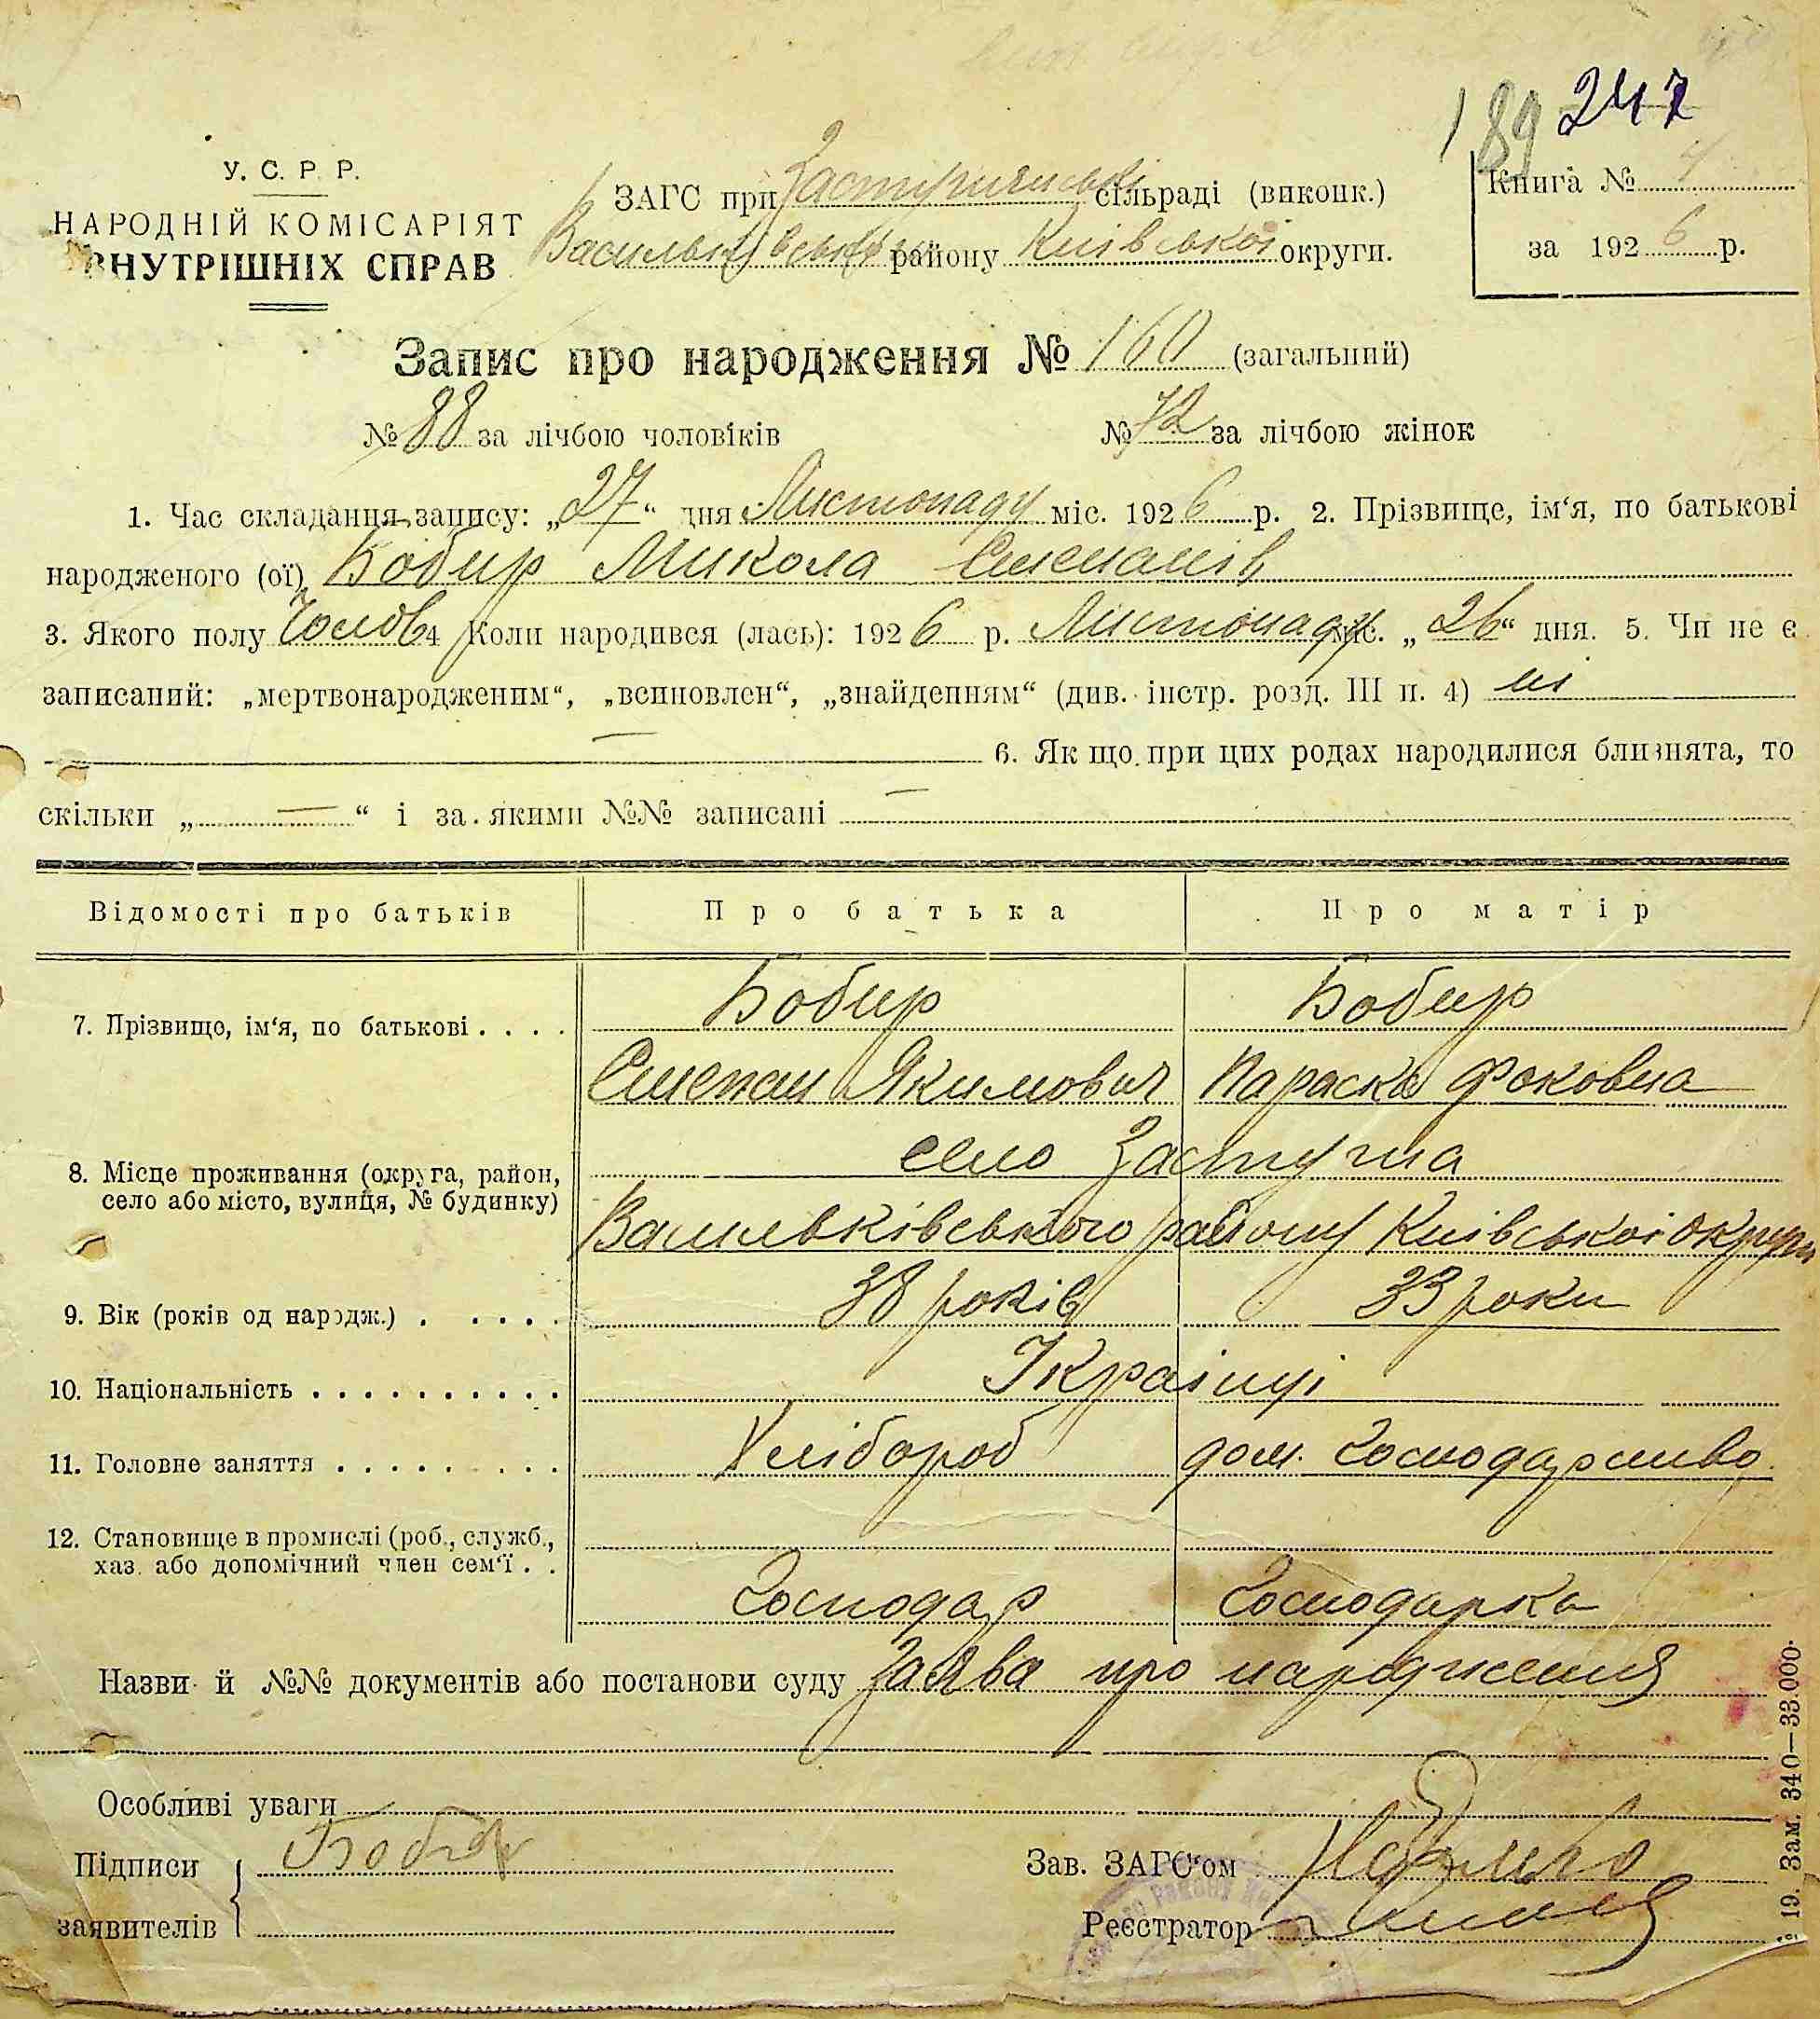 189 247
У. С. Р. Р.
НАРОДНІЙ КОМІСАРІЯТ
ВНУТРІШНІХ СПРАВ
ЗАГС при Застугнянській сільраді (виконк.)
Васильківського району Київської округи.
Книга № 4
за 1926 р.
Запис про народження № 160 (загальний)
№ 88 за лічбою чоловіків № 72 за лічбою жінок
1. Час складання запису: „27“ дня Листопаду міс. 1926 р. 2. Прізвище, ім‘я, по батькові
народженого (ої) Бобир Микола Степанів
3. Якого полу Чолов 4 Коли народився (лась): 1926 р. Листопаду міс. „26“ дня. 5. Чи не є
записаний: „мертвонародженим“, „всиновлен“, „знайденням“ (див. інстр. розд. III п. 4) ні
— 6. Як що при цих родах народилися близнята, то
скільки „—“ і за якими №№ записані —
Відомості про батьків Про батька Про матір
7. Прізвище, ім‘я, по батькові . . . . Бобир Бобир
Степан Якимович Параска Фоковна
8. Місце проживання (округа, район, село Застугна
село або місто, вулиця, № будинку)
Васильківського району Київської округи
9. Вік (років од народж.) . . . . . 38 років 33 роки
10. Національність . . . . . . . . . . Українці
11. Головне заняття . . . . . . . . Хлібороб дом. Господарство
12. Становище в промислі (роб., служб.,
хаз. або допомічний член сем‘ї . .
Господар Господарка
Назви й №№ документів або постанови суду Заява про народження
Особливі уваги
Підписи Бобир
заявителів
Зав. ЗАГС‘ом
Реєстратор
19. Зам. 340—33.000.